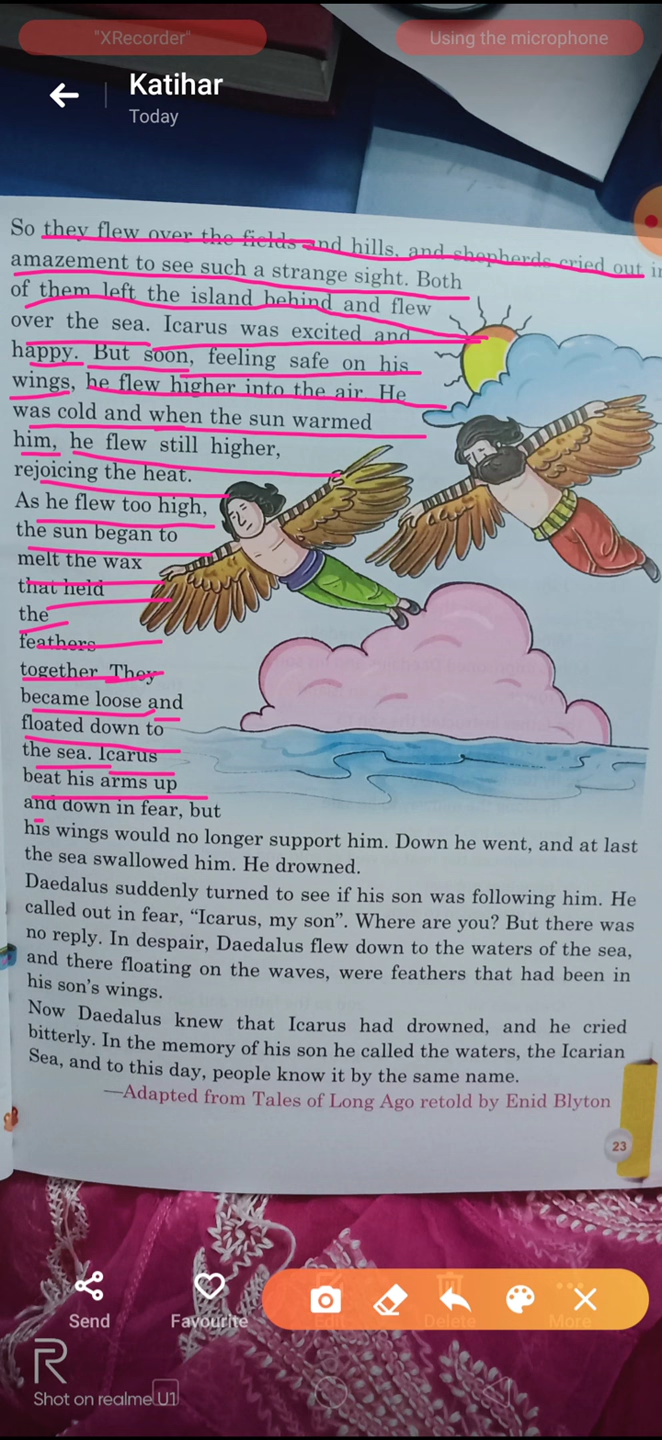 "XRecorder"
Using the microphone
Katihar
Today
So they flew over the fields and hills, and shepherds cried out in
amazement to see such a strange sight. Both
of them left the island behind and flew
over the sea. Icarus was excited and
happy. But soon, feeling safe on his
wings, he flew higher into the air. He
was cold and when the sun warmed
him, he flew still higher,
rejoicing the heat.
As he flew too high,
the sun began to
melt the wax
that held
the
feathers
together. They
became loose and
floated down to
the sea. Icarus
beat his arms up
and down in fear, but
his wings would no longer support him. Down he went, and at last
the sea swallowed him. He drowned.
Daedalus suddenly turned to see if his son was following him. He
called out in fear, “Icarus, my son”. Where are you? But there was
no reply. In despair, Daedalus flew down to the waters of the sea,
and there floating on the waves, were feathers that had been in
his son’s wings.
Now Daedalus knew that Icarus had drowned, and he cried
bitterly. In the memory of his son he called the waters, the Icarian
Sea, and to this day, people know it by the same name.
—Adapted from Tales of Long Ago retold by Enid Blyton
23
Send
Favourite
Edit
Delete
More
R
Shot on realme U1